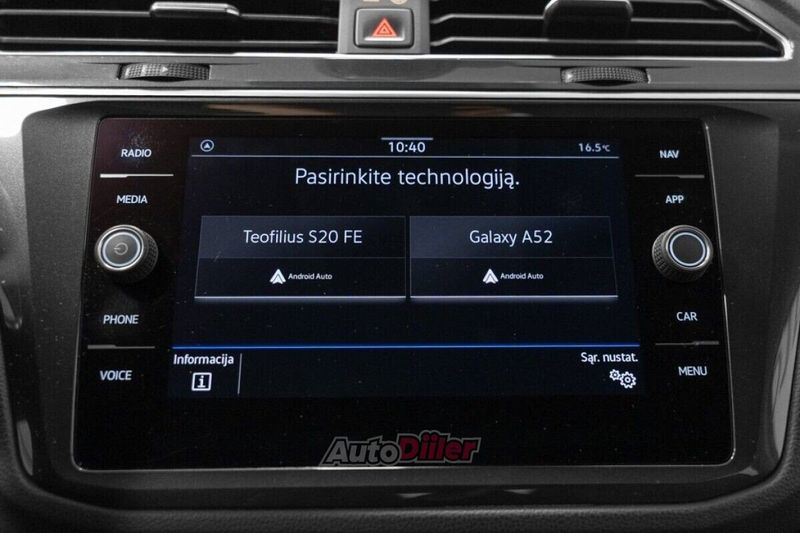 10:40
16.5°C
RADIO
NAV
Pasirinkite technologiją.
MEDIA
APP
Teofilius S20 FE
Galaxy A52
Android Auto
Android Auto
PHONE
CAR
Informacija
Sąr. nustat.
VOICE
MENU
AutoDiiler